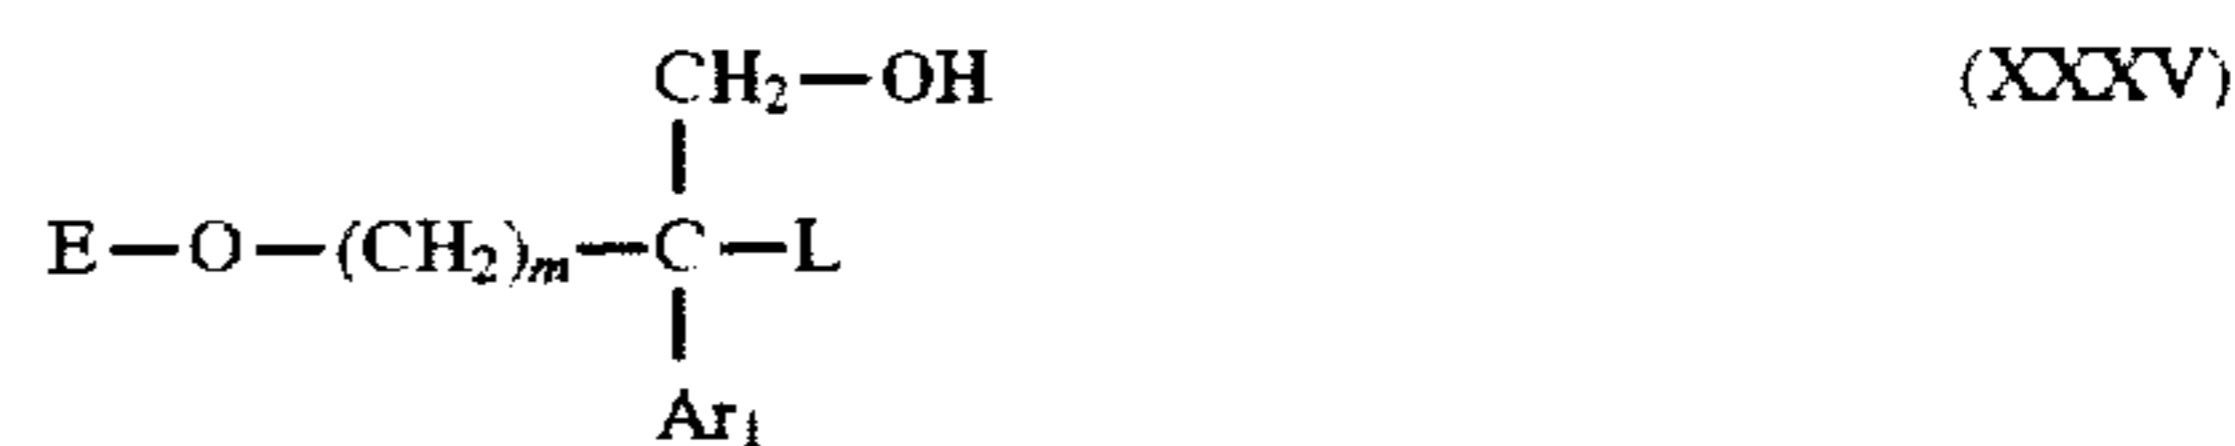 CH₂—OH (XXXV)
E—O—(CH₂)ₘ—C—L
Ar₁